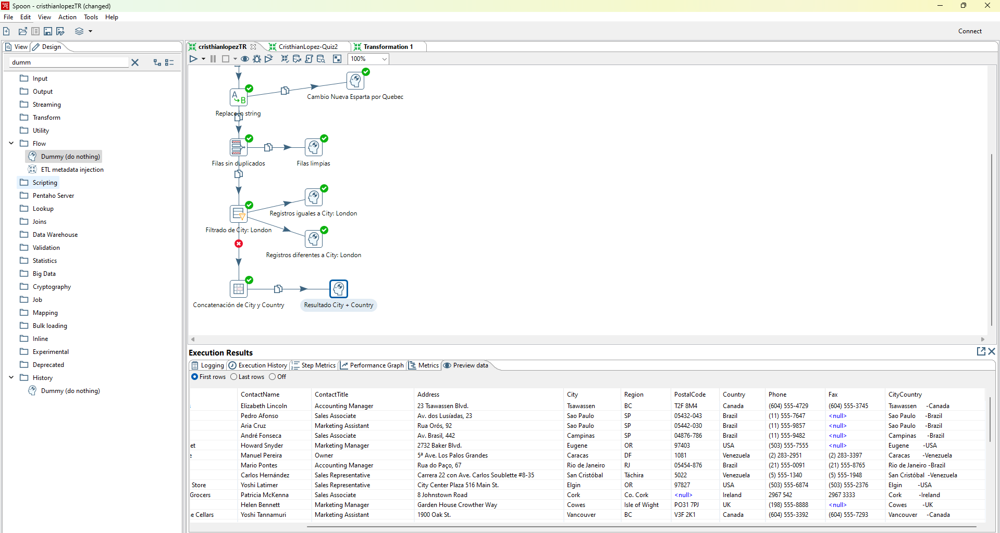 Spoon - cristhianlopezTR (changed)
File Edit View Action Tools Help
Connect
View Design
cristhianlopezTR CristhianLopez-Quiz2 Transformation 1
dumm
100%
Input
Output
Streaming
Transform
Utility
Flow
Dummy (do nothing)
ETL metadata injection
Scripting
Pentaho Server
Lookup
Joins
Data Warehouse
Validation
Statistics
Big Data
Cryptography
Job
Mapping
Bulk loading
Inline
Experimental
Deprecated
History
Dummy (do nothing)
Cambio Nueva Esparta por Quebec
A B
Replace in string
Filas sin duplicados Filas limpias
Registros iguales a City: London
Filtrado de City: London
Registros diferentes a City: London
Concatenación de City y Country Resultado City + Country
Execution Results
Logging Execution History Step Metrics Performance Graph Metrics Preview data
First rows Last rows Off
ContactName ContactTitle Address City Region PostalCode Country Phone Fax CityCountry
Elizabeth Lincoln Accounting Manager 23 Tsawassen Blvd. Tsawassen BC T2F 8M4 Canada (604) 555-4729 (604) 555-3745 Tsawassen -Canada
Pedro Afonso Sales Associate Av. dos Lusíadas, 23 Sao Paulo SP 05432-043 Brazil (11) 555-7647 <null> Sao Paulo -Brazil
Aria Cruz Marketing Assistant Rua Orós, 92 Sao Paulo SP 05442-030 Brazil (11) 555-9857 <null> Sao Paulo -Brazil
André Fonseca Sales Associate Av. Brasil, 442 Campinas SP 04876-786 Brazil (11) 555-9482 <null> Campinas -Brazil
et Howard Snyder Marketing Manager 2732 Baker Blvd. Eugene OR 97403 USA (503) 555-7555 <null> Eugene -USA
Manuel Pereira Owner 5ª Ave. Los Palos Grandes Caracas DF 1081 Venezuela (2) 283-2951 (2) 283-3397 Caracas -Venezuela
Mario Pontes Accounting Manager Rua do Paço, 67 Rio de Janeiro RJ 05454-876 Brazil (21) 555-0091 (21) 555-8765 Rio de Janeiro -Brazil
Carlos Hernández Sales Representative Carrera 22 con Ave. Carlos Soublette #8-35 San Cristóbal Táchira 5022 Venezuela (5) 555-1340 (5) 555-1948 San Cristóbal -Venezuela
Store Yoshi Latimer Sales Representative City Center Plaza 516 Main St. Elgin OR 97827 USA (503) 555-6874 (503) 555-2376 Elgin -USA
Grocers Patricia McKenna Sales Associate 8 Johnstown Road Cork Co. Cork <null> Ireland 2967 542 2967 3333 Cork -Ireland
Helen Bennett Marketing Manager Garden House Crowther Way Cowes Isle of Wight PO31 7PJ UK (198) 555-8888 <null> Cowes -UK
e Cellars Yoshi Tannamuri Marketing Assistant 1900 Oak St. Vancouver BC V3F 2K1 Canada (604) 555-3392 (604) 555-7293 Vancouver -Canada